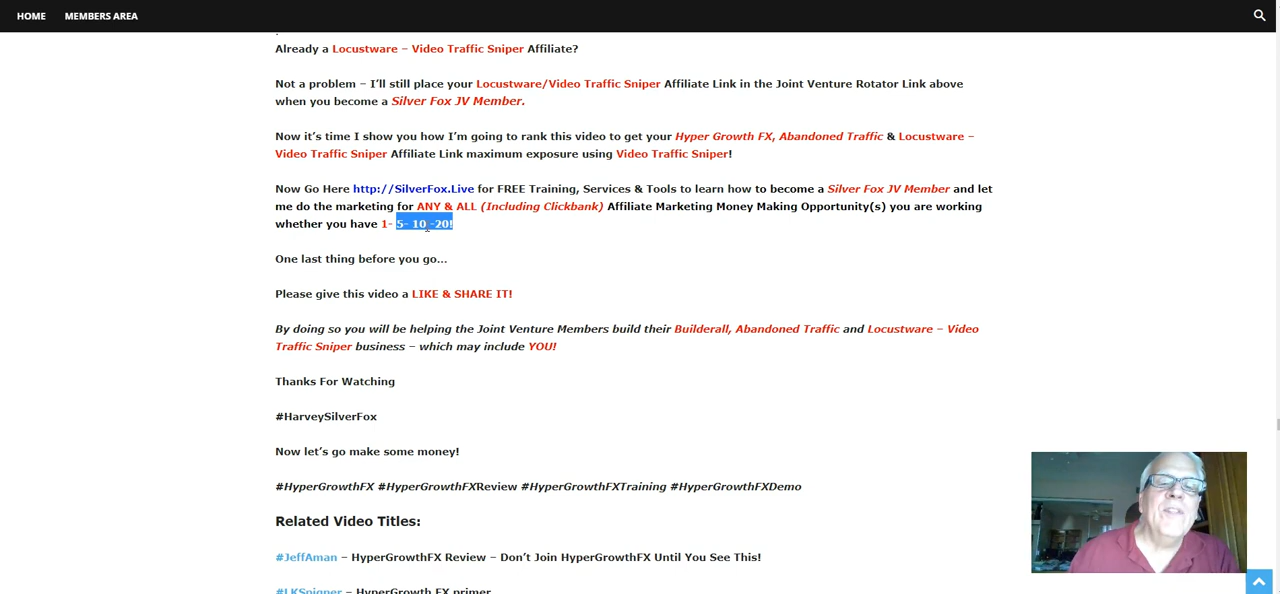 HOME MEMBERS AREA
Already a Locustware – Video Traffic Sniper Affiliate?
Not a problem – I'll still place your Locustware/Video Traffic Sniper Affiliate Link in the Joint Venture Rotator Link above
when you become a Silver Fox JV Member.
Now it's time I show you how I'm going to rank this video to get your Hyper Growth FX, Abandoned Traffic & Locustware –
Video Traffic Sniper Affiliate Link maximum exposure using Video Traffic Sniper!
Now Go Here http://SilverFox.Live for FREE Training, Services & Tools to learn how to become a Silver Fox JV Member and let
me do the marketing for ANY & ALL (Including Clickbank) Affiliate Marketing Money Making Opportunity(s) you are working
whether you have 1- 5- 10 -20!
One last thing before you go...
Please give this video a LIKE & SHARE IT!
By doing so you will be helping the Joint Venture Members build their Builderall, Abandoned Traffic and Locustware – Video
Traffic Sniper business – which may include YOU!
Thanks For Watching
#HarveySilverFox
Now let's go make some money!
#HyperGrowthFX #HyperGrowthFXReview #HyperGrowthFXTraining #HyperGrowthFXDemo
Related Video Titles:
#JeffAman – HyperGrowthFX Review – Don't Join HyperGrowthFX Until You See This!
#LKSpigner – HyperGrowth FX primer